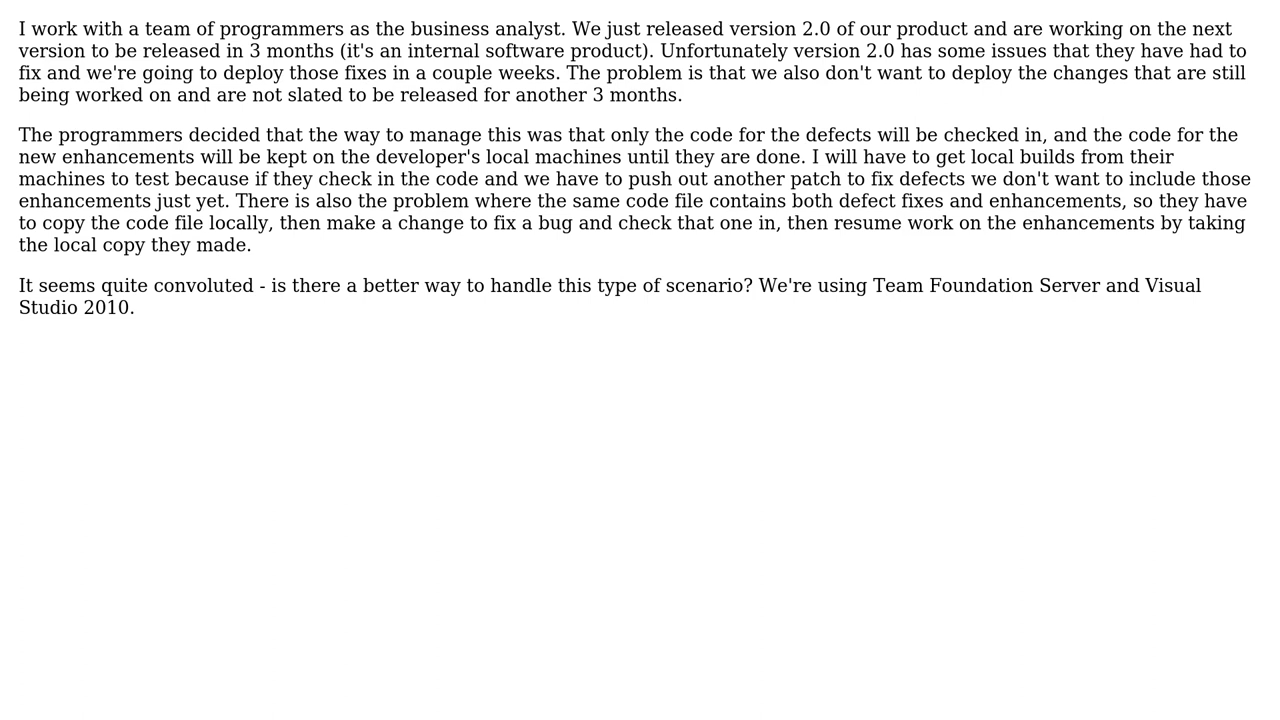 I work with a team of programmers as the business analyst. We just released version 2.0 of our product and are working on the next
version to be released in 3 months (it's an internal software product). Unfortunately version 2.0 has some issues that they have had to
fix and we're going to deploy those fixes in a couple weeks. The problem is that we also don't want to deploy the changes that are still
being worked on and are not slated to be released for another 3 months.
The programmers decided that the way to manage this was that only the code for the defects will be checked in, and the code for the
new enhancements will be kept on the developer's local machines until they are done. I will have to get local builds from their
machines to test because if they check in the code and we have to push out another patch to fix defects we don't want to include those
enhancements just yet. There is also the problem where the same code file contains both defect fixes and enhancements, so they have
to copy the code file locally, then make a change to fix a bug and check that one in, then resume work on the enhancements by taking
the local copy they made.
It seems quite convoluted - is there a better way to handle this type of scenario? We're using Team Foundation Server and Visual
Studio 2010.